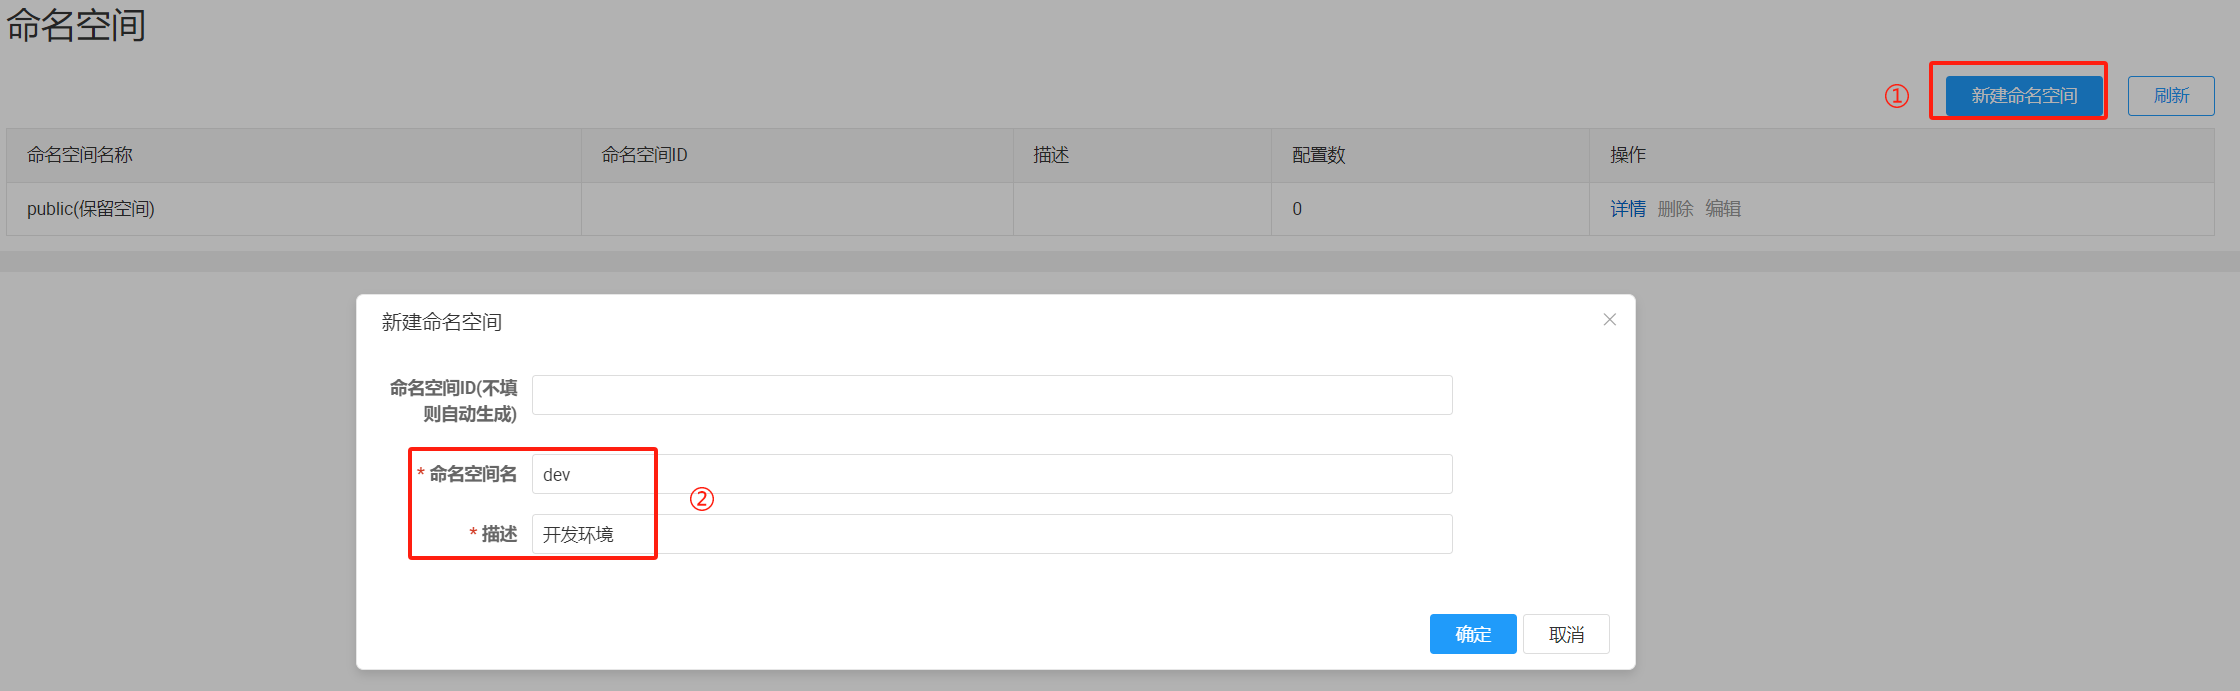 命名空间
① 新建命名空间 刷新
命名空间名称 命名空间ID 描述 配置数 操作
public(保留空间) 0 详情 删除 编辑
新建命名空间
命名空间ID(不填
则自动生成)
* 命名空间名 dev
②
* 描述 开发环境
确定 取消